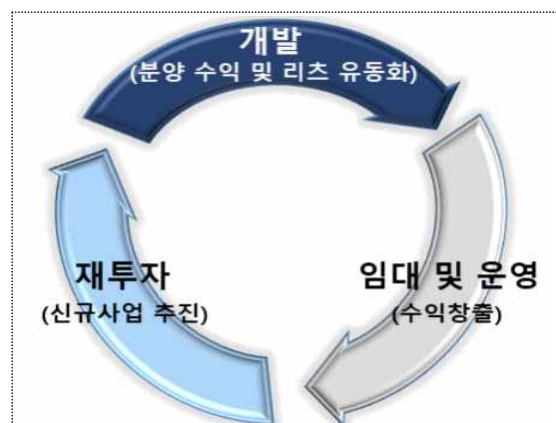 개발
(분양 수익 및 리츠 유동화)
재투자
(신규사업 추진)
임대 및 운영
(수익창출)